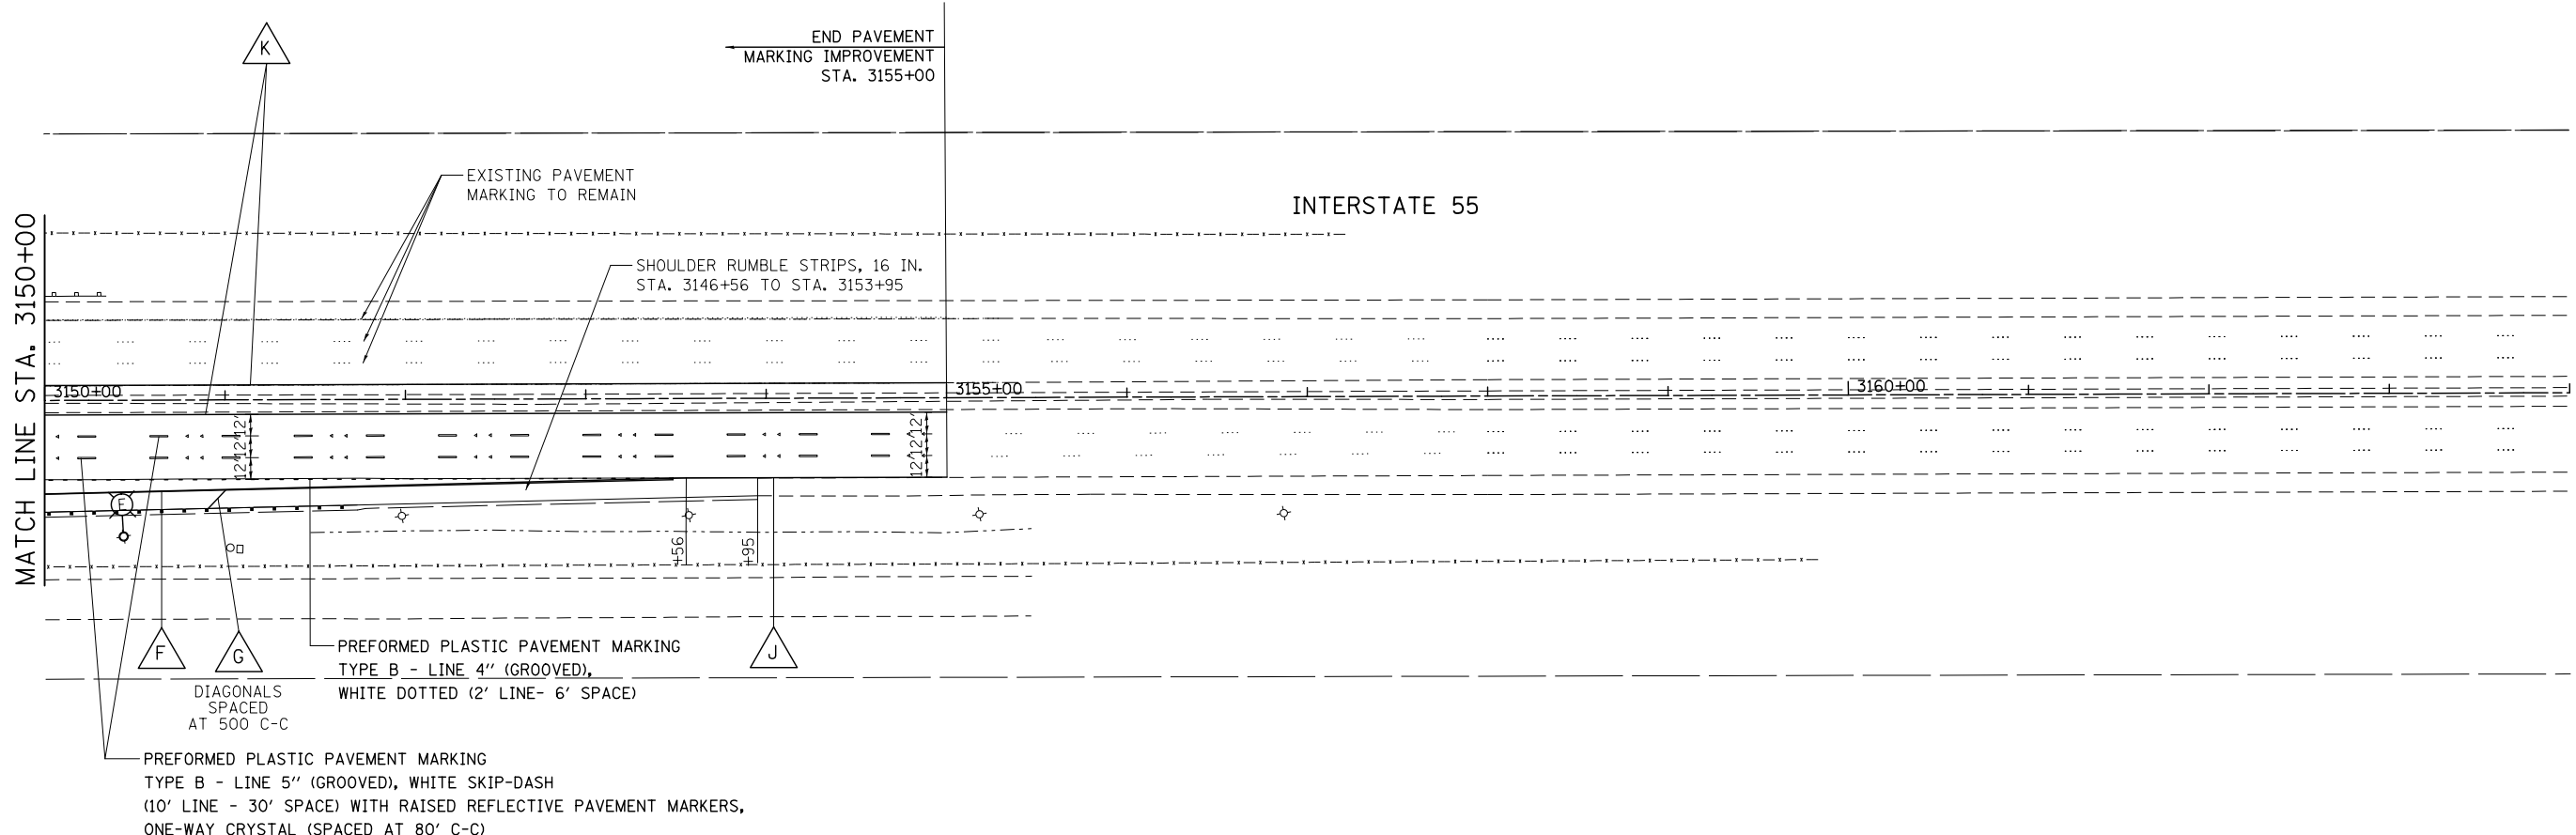 K
END PAVEMENT
MARKING IMPROVEMENT
STA. 3155+00
EXISTING PAVEMENT
MARKING TO REMAIN
INTERSTATE 55
MATCH LINE STA. 3150+00
SHOULDER RUMBLE STRIPS, 16 IN.
STA. 3146+56 TO STA. 3153+95
3150+00
3155+00
3160+00
12'12'12'
12'12'12'
E
+56
+95
F
G
J
DIAGONALS
SPACED
AT 500 C-C
PREFORMED PLASTIC PAVEMENT MARKING
TYPE B - LINE 4'' (GROOVED),
WHITE DOTTED (2' LINE- 6' SPACE)
PREFORMED PLASTIC PAVEMENT MARKING
TYPE B - LINE 5'' (GROOVED), WHITE SKIP-DASH
(10' LINE - 30' SPACE) WITH RAISED REFLECTIVE PAVEMENT MARKERS,
ONE-WAY CRYSTAL (SPACED AT 80' C-C)